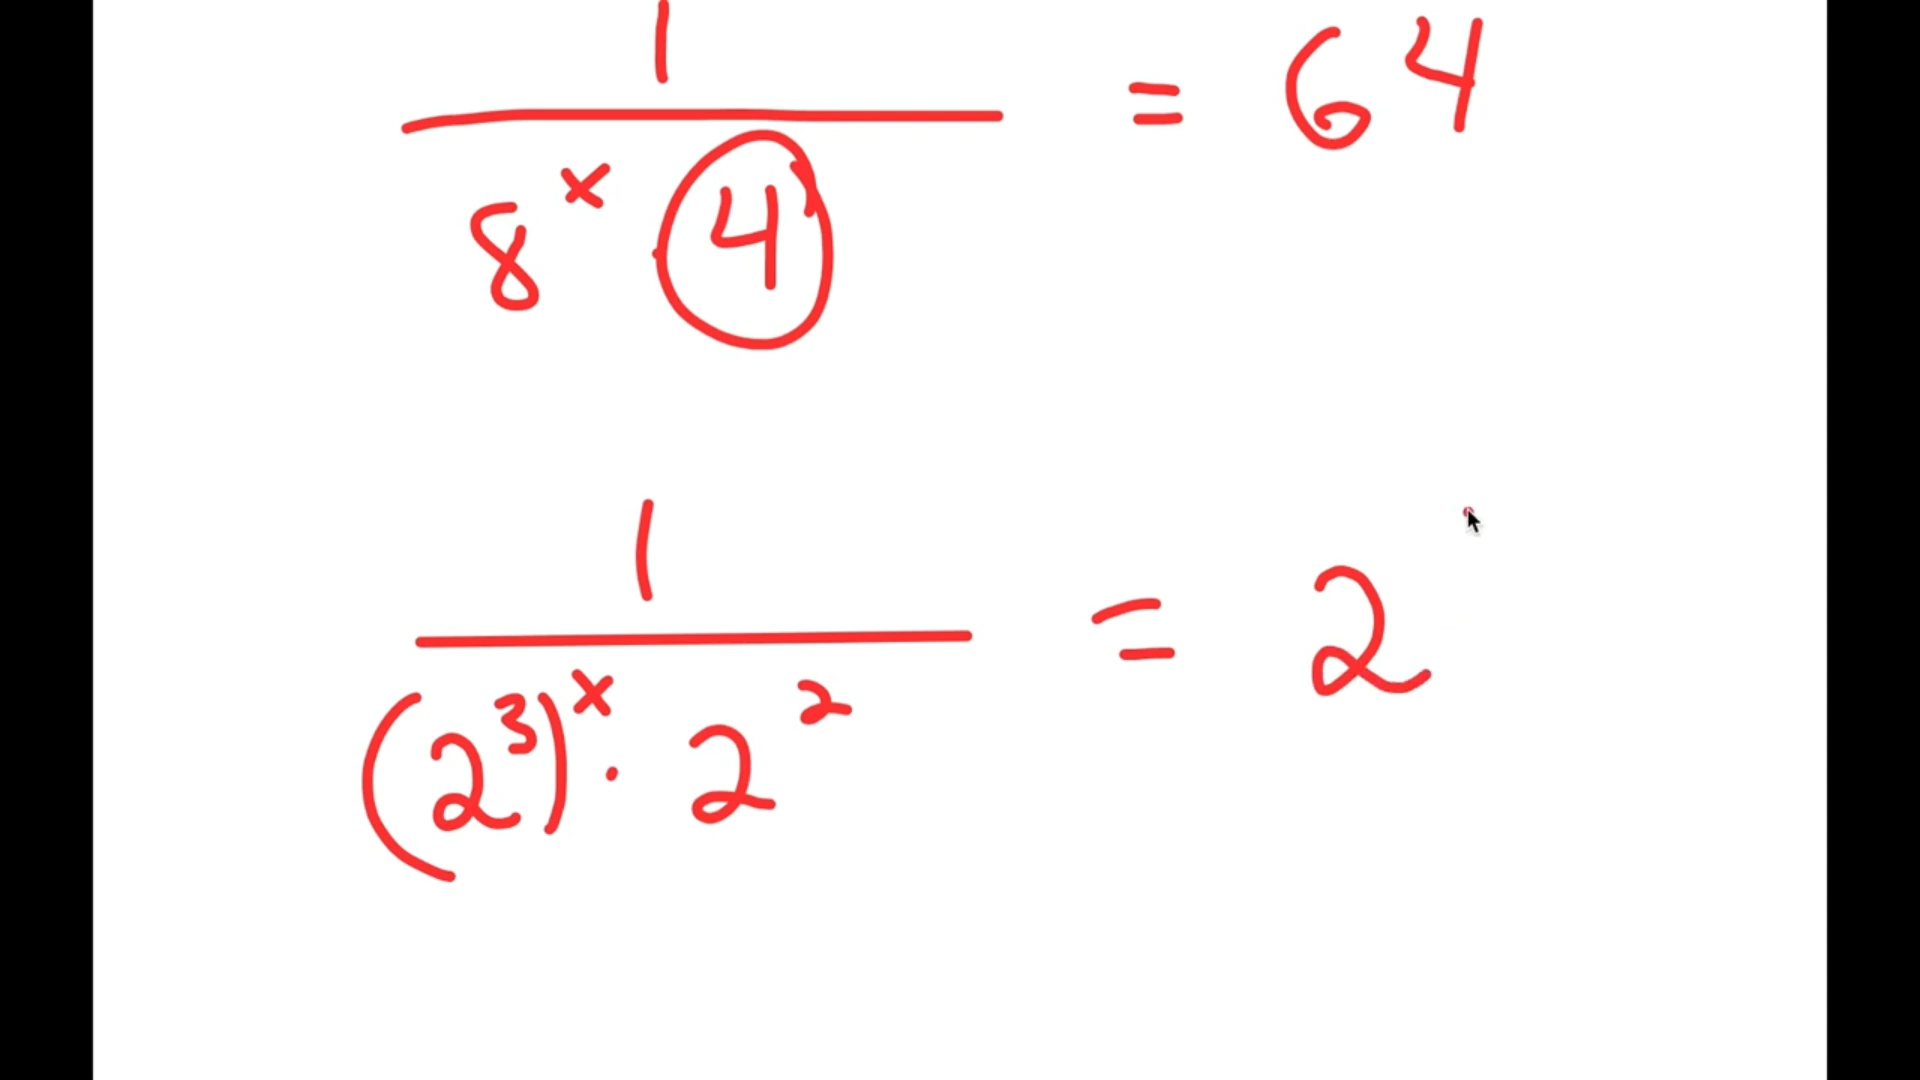 1
= 64
8^x 4
1
= 2
(2^3)^x · 2^2